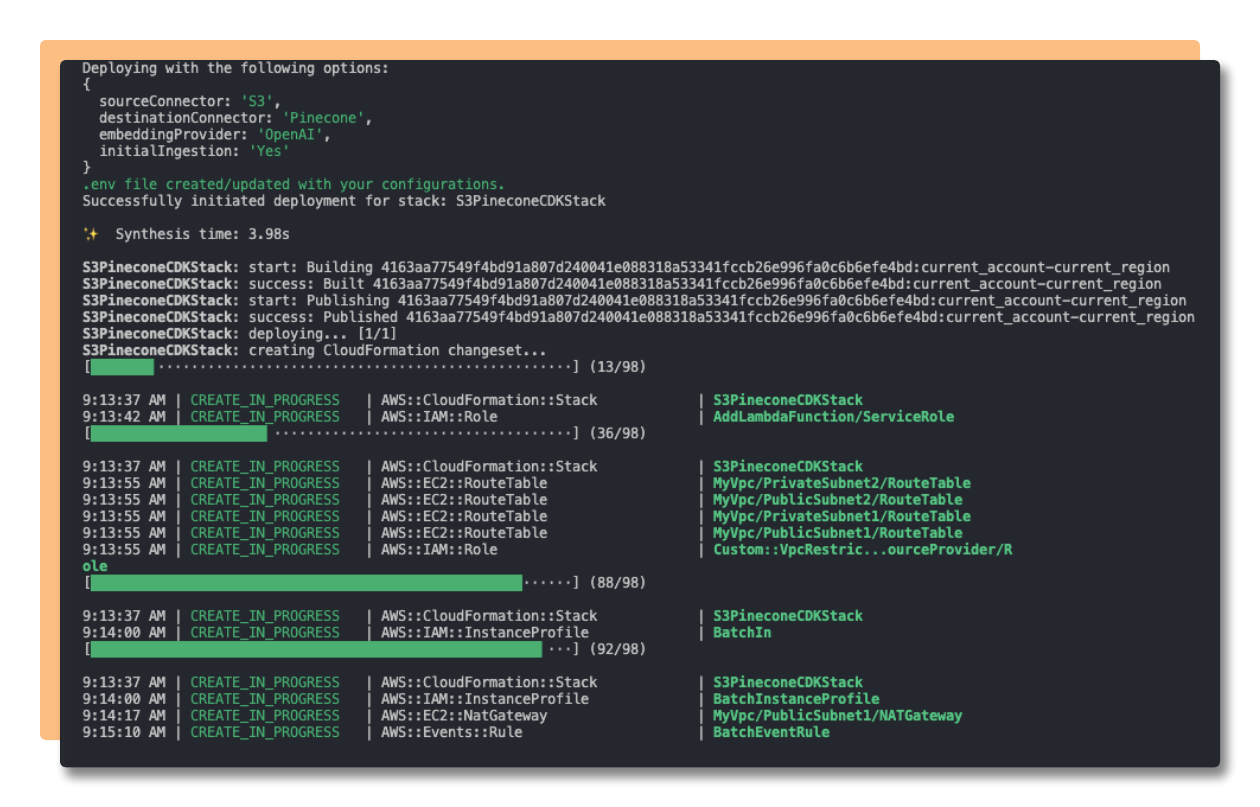 Deploying with the following options:
{
  sourceConnector: 'S3',
  destinationConnector: 'Pinecone',
  embeddingProvider: 'OpenAI',
  initialIngestion: 'Yes'
}
.env file created/updated with your configurations.
Successfully initiated deployment for stack: S3PineconeCDKStack
✨  Synthesis time: 3.98s
S3PineconeCDKStack: start: Building 4163aa77549f4bd91a807d240041e088318a53341fccb26e996fa0c6b6efe4bd:current_account-current_region
S3PineconeCDKStack: success: Built 4163aa77549f4bd91a807d240041e088318a53341fccb26e996fa0c6b6efe4bd:current_account-current_region
S3PineconeCDKStack: start: Publishing 4163aa77549f4bd91a807d240041e088318a53341fccb26e996fa0c6b6efe4bd:current_account-current_region
S3PineconeCDKStack: success: Published 4163aa77549f4bd91a807d240041e088318a53341fccb26e996fa0c6b6efe4bd:current_account-current_region
S3PineconeCDKStack: deploying... [1/1]
S3PineconeCDKStack: creating CloudFormation changeset...
[███████·················································] (13/98)
9:13:37 AM | CREATE_IN_PROGRESS   | AWS::CloudFormation::Stack            | S3PineconeCDKStack
9:13:42 AM | CREATE_IN_PROGRESS   | AWS::IAM::Role                        | AddLambdaFunction/ServiceRole
[█████████████████████···································] (36/98)
9:13:37 AM | CREATE_IN_PROGRESS   | AWS::CloudFormation::Stack            | S3PineconeCDKStack
9:13:55 AM | CREATE_IN_PROGRESS   | AWS::EC2::RouteTable                  | MyVpc/PrivateSubnet2/RouteTable
9:13:55 AM | CREATE_IN_PROGRESS   | AWS::EC2::RouteTable                  | MyVpc/PublicSubnet2/RouteTable
9:13:55 AM | CREATE_IN_PROGRESS   | AWS::EC2::RouteTable                  | MyVpc/PrivateSubnet1/RouteTable
9:13:55 AM | CREATE_IN_PROGRESS   | AWS::EC2::RouteTable                  | MyVpc/PublicSubnet1/RouteTable
9:13:55 AM | CREATE_IN_PROGRESS   | AWS::IAM::Role                        | Custom::VpcRestric...ourceProvider/R
ole
[████████████████████████████████████████████████████······] (88/98)
9:13:37 AM | CREATE_IN_PROGRESS   | AWS::CloudFormation::Stack            | S3PineconeCDKStack
9:14:00 AM | CREATE_IN_PROGRESS   | AWS::IAM::InstanceProfile             | BatchIn
[██████████████████████████████████████████████████████···] (92/98)
9:13:37 AM | CREATE_IN_PROGRESS   | AWS::CloudFormation::Stack            | S3PineconeCDKStack
9:14:00 AM | CREATE_IN_PROGRESS   | AWS::IAM::InstanceProfile             | BatchInstanceProfile
9:14:17 AM | CREATE_IN_PROGRESS   | AWS::EC2::NatGateway                  | MyVpc/PublicSubnet1/NATGateway
9:15:10 AM | CREATE_IN_PROGRESS   | AWS::Events::Rule                     | BatchEventRule